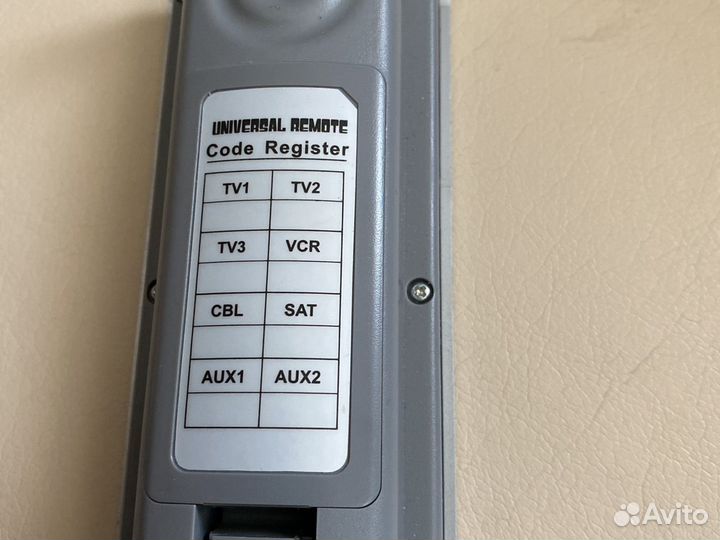 UNIVERSAL REMOTE
Code Register
TV1 TV2
TV3 VCR
CBL SAT
AUX1 AUX2
Avito